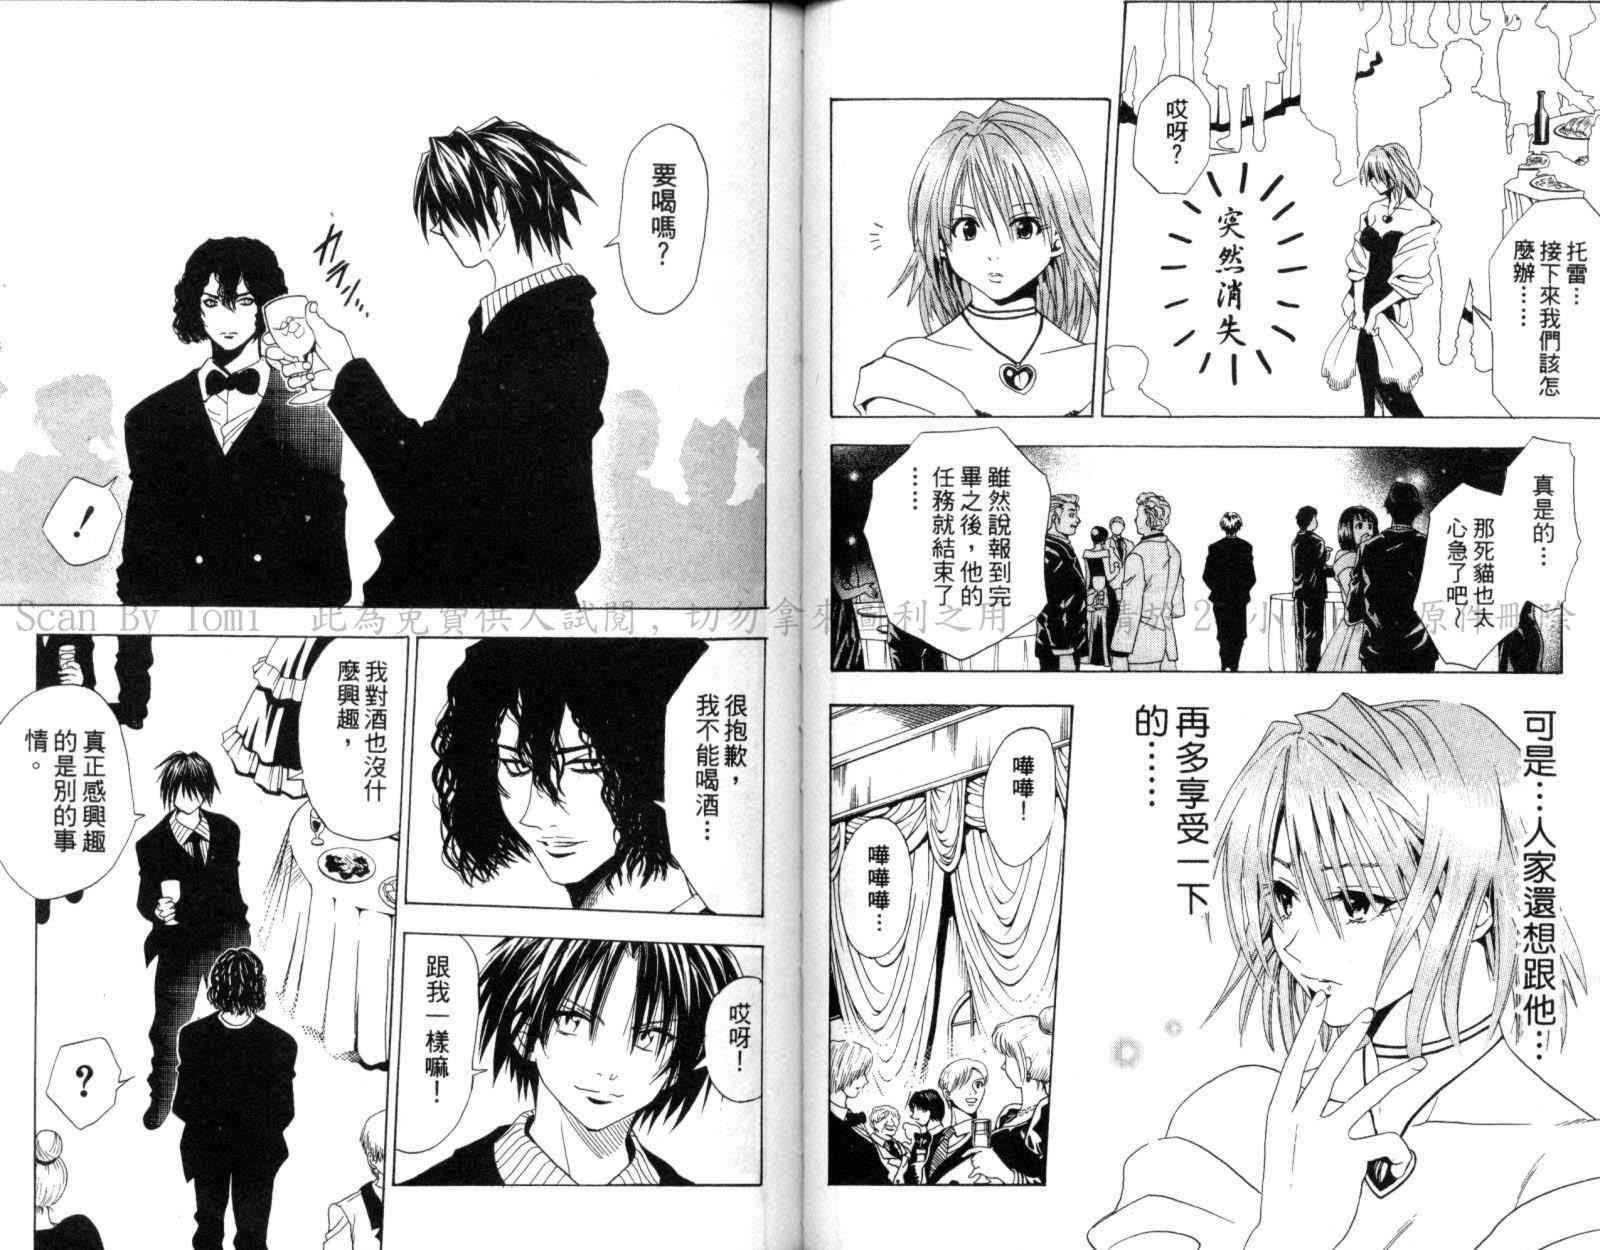 托雷…
接下來我們該怎
麼辦……
哎呀？
突然消失
真是的…
那死貓也太
心急了吧～
雖然說報到完
畢之後，他的
任務就結束了
……
可是…人家還想跟他…
再多享受一下
的……
嘩嘩！
嘩嘩嘩…
要喝嗎？
！
很抱歉，
我不能喝酒…
哎呀！
跟我一樣嘛！
我對酒也沒什
麼興趣，
真正感興趣
的是別的事
情。
？
Scan By Tomi 此為免費供人試閱，切勿拿來
利之用
小
原作刪除